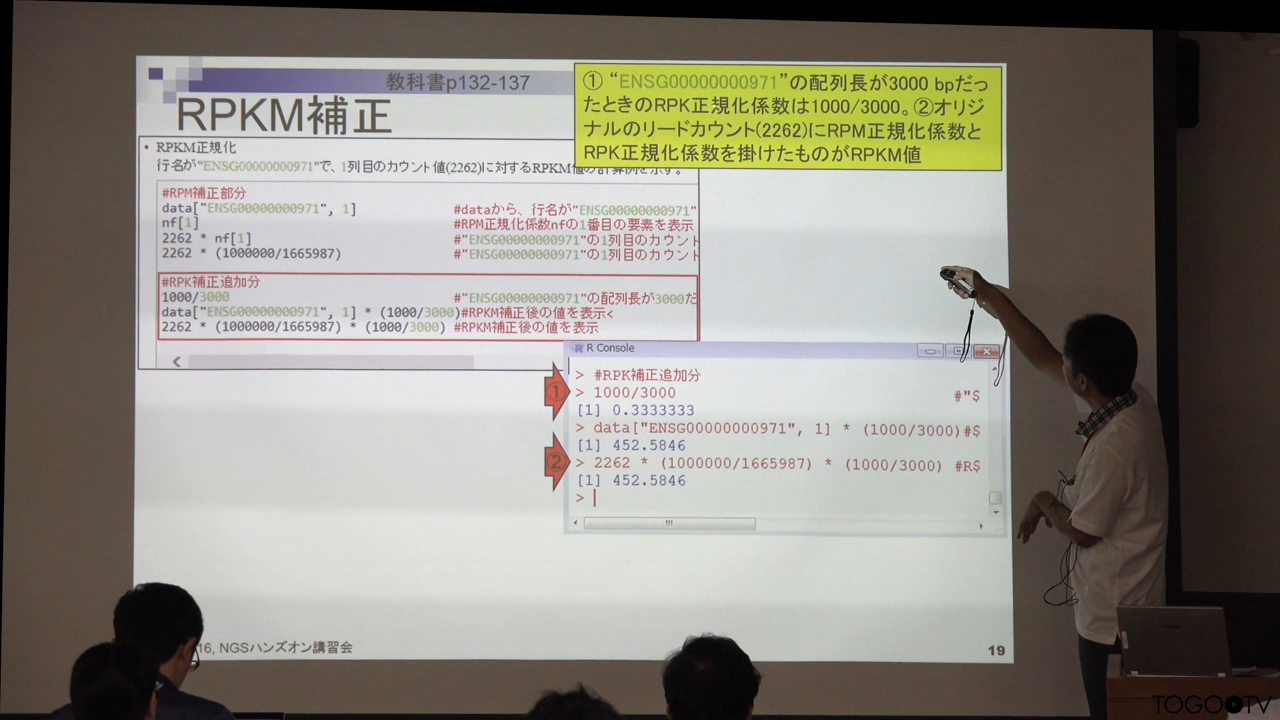 教科書p132-137
RPKM補正
① “ENSG00000000971”の配列長が3000 bpだっ
たときのRPK正規化係数は1000/3000。②オリジ
ナルのリードカウント(2262)にRPM正規化係数と
RPK正規化係数を掛けたものがRPKM値
• RPKM正規化
行名が"ENSG00000000971"で、1列目のカウント値(2262)に対するRPKM値の計算例を示す。
#RPM補正部分
data["ENSG00000000971", 1] #dataから、行名が"ENSG00000000971"
nf[1] #RPM正規化係数nfの1番目の要素を表示
2262 * nf[1] #"ENSG00000000971"の1列目のカウント
2262 * (1000000/1665987) #"ENSG00000000971"の1列目のカウント
#RPK補正追加分
1000/3000 #"ENSG00000000971"の配列長が3000だ
data["ENSG00000000971", 1] * (1000/3000)#RPKM補正後の値を表示<
2262 * (1000000/1665987) * (1000/3000) #RPKM補正後の値を表示
R Console
> #RPK補正追加分
① > 1000/3000 #"$
[1] 0.3333333
> data["ENSG00000000971", 1] * (1000/3000)#$
[1] 452.5846
② > 2262 * (1000000/1665987) * (1000/3000) #R$
[1] 452.5846
>
16, NGSハンズオン講習会
19
TOGOTV